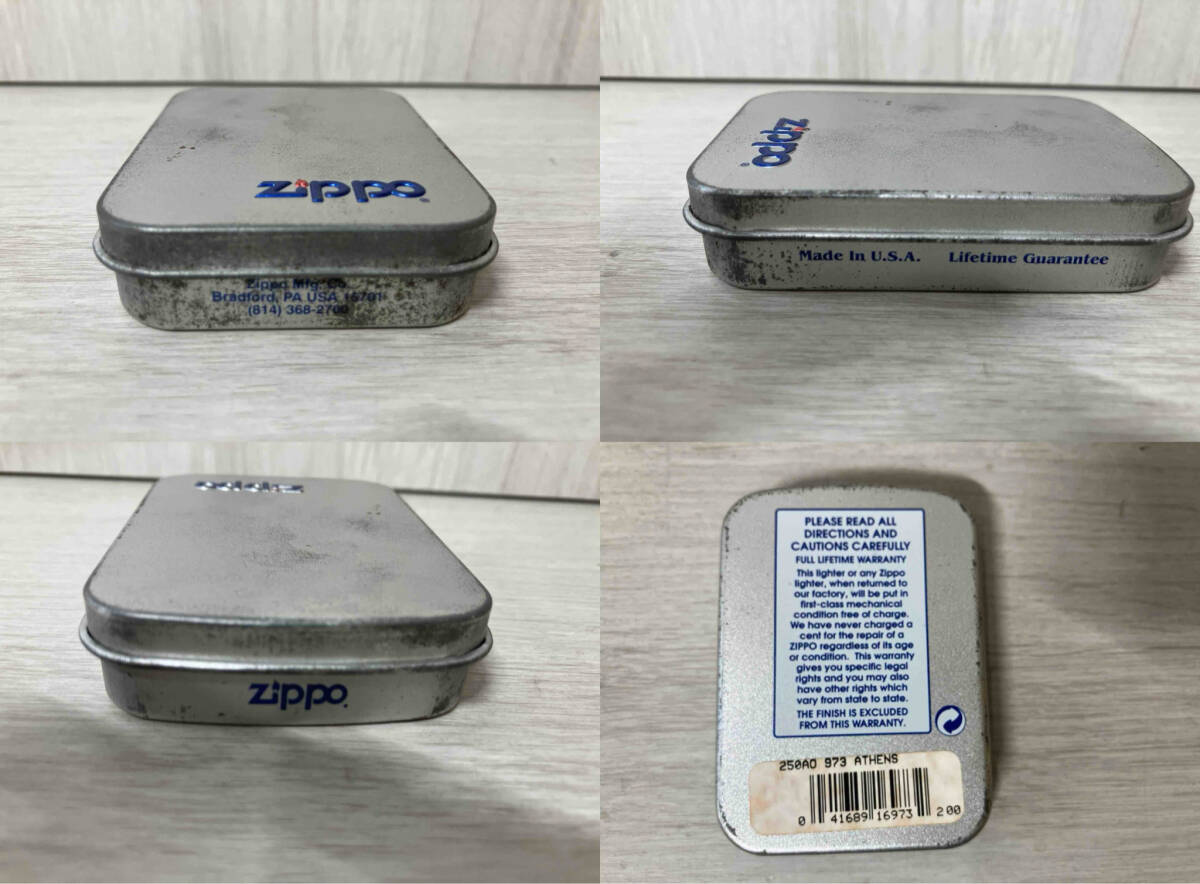 Zippo
Zippo Mfg. Co.
Bradford, PA USA 16701
(814) 368-2700
Zippo
Made In U.S.A. Lifetime Guarantee
Zippo
Zippo
PLEASE READ ALL
DIRECTIONS AND
CAUTIONS CAREFULLY
FULL LIFETIME WARRANTY
This lighter or any Zippo
lighter, when returned to
our factory, will be put in
first-class mechanical
condition free of charge.
We have never charged a
cent for the repair of a
ZIPPO regardless of its age
or condition. This warranty
gives you specific legal
rights and you may also
have other rights which
vary from state to state.
THE FINISH IS EXCLUDED
FROM THIS WARRANTY.
250AO 973 ATHENS
0 41689 16973 200